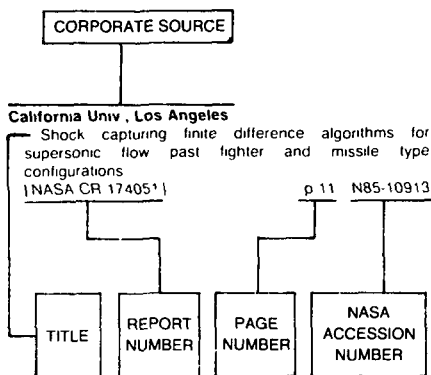 CORPORATE SOURCE
California Univ , Los Angeles
Shock capturing finite difference algorithms for
supersonic flow past fighter and missile type
configurations
[NASA CR 174051] p 11 N85-10913
TITLE
REPORT
NUMBER
PAGE
NUMBER
NASA
ACCESSION
NUMBER